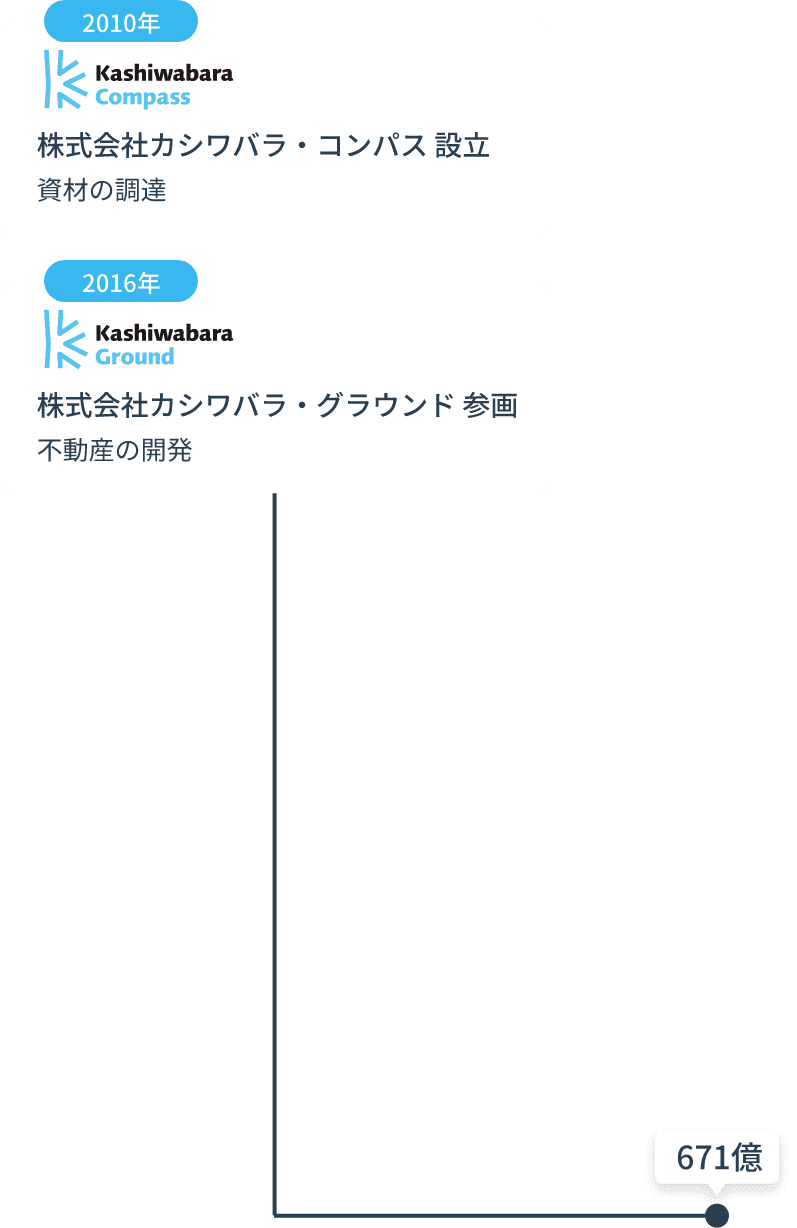 2010年
Kashiwabara
Compass
株式会社カシワバラ・コンパス 設立
資材の調達
2016年
Kashiwabara
Ground
株式会社カシワバラ・グラウンド 参画
不動産の開発
671億